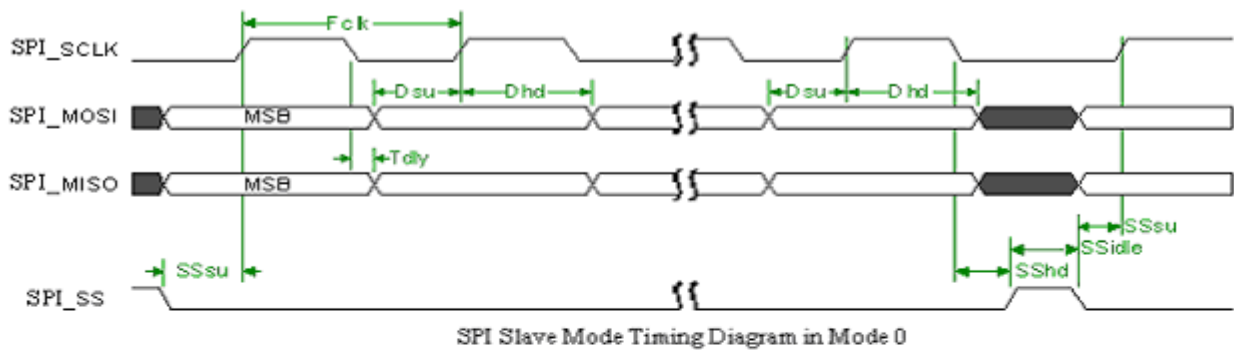 Fclk
SPI_SCLK
Dsu Dhd Dsu Dhd
SPI_MOSI MSB
Tdly
SPI_MISO MSB
SSsu
SSidle
SSsu SShd
SPI_SS
SPI Slave Mode Timing Diagram in Mode 0